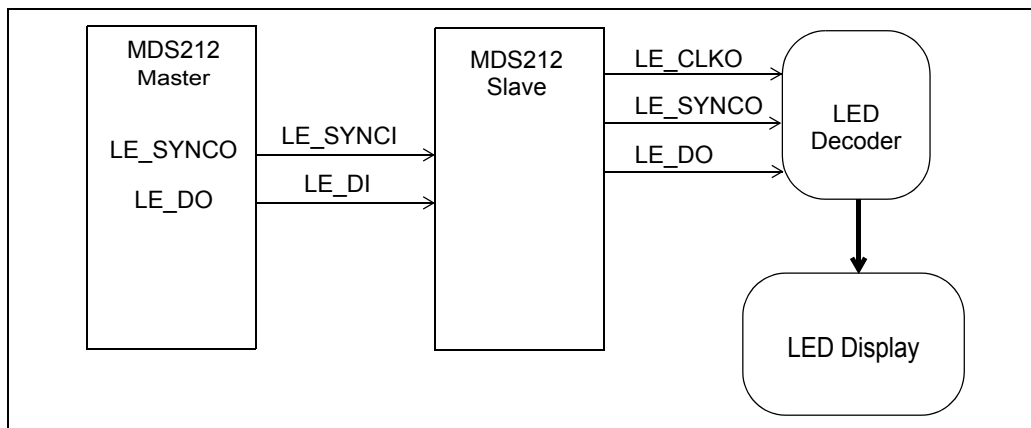 MDS212
Master
LE_SYNCO
LE_DO
LE_SYNCI
LE_DI
MDS212
Slave
LE_CLKO
LE_SYNCO
LE_DO
LED
Decoder
LED Display